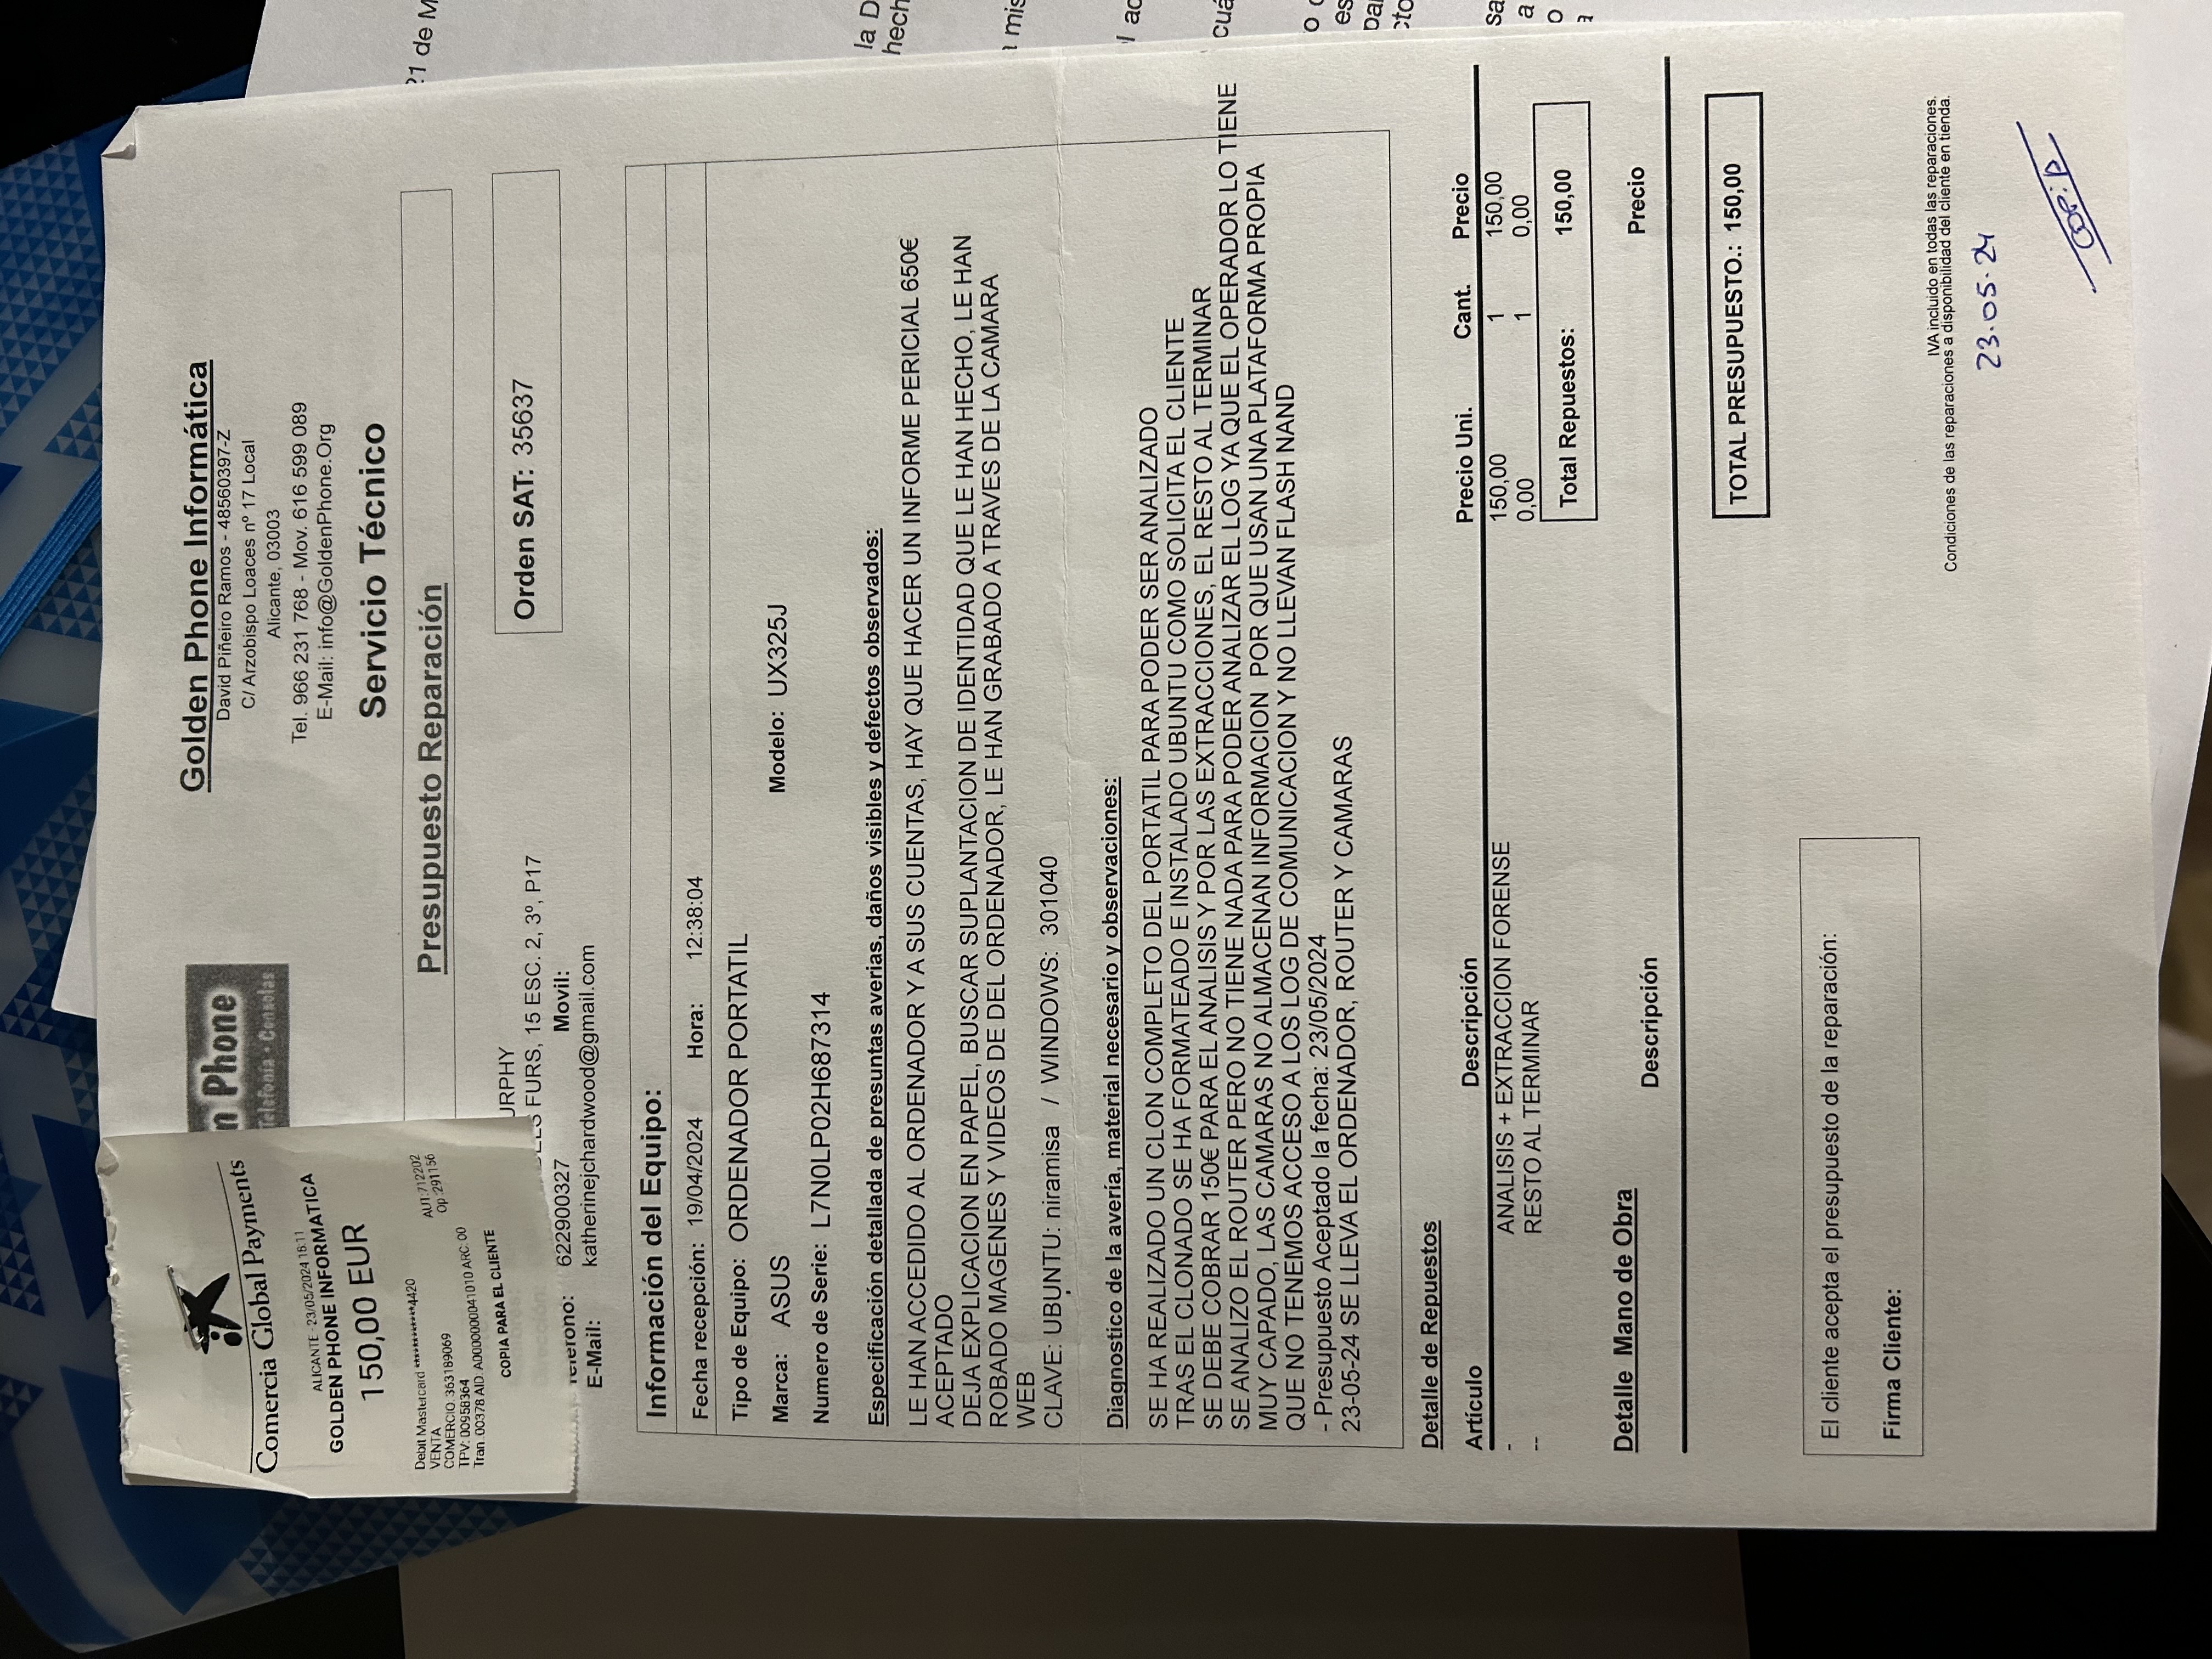 Comercia Global Payments
ALICANTE - 23/05/2024 16:11
GOLDEN PHONE INFORMATICA
150,00 EUR
Debit Mastercard ************4420
VENTA AUT:712202
COMERCIO: 363189069 Op.:291156
TPV: 00958364
Tran.:00378 AID. A0000000041010 ARC: 00
COPIA PARA EL CLIENTE
n Phone
Telefonía • Consolas
Golden Phone Informática
David Piñeiro Ramos - 48560397-Z
C/ Arzobispo Loaces nº 17 Local
Alicante, 03003
Tel. 966 231 768 - Mov. 616 599 089
E-Mail: info@GoldenPhone.Org
Servicio Técnico
Presupuesto Reparación
URPHY
Dirección: FURS, 15 ESC. 2, 3º, P17
Teléfono: 622900327 Movil:
E-Mail: katherinejchardwood@gmail.com
Orden SAT: 35637
Información del Equipo:
Fecha recepción: 19/04/2024 Hora: 12:38:04
Tipo de Equipo: ORDENADOR PORTATIL
Marca: ASUS Modelo: UX325J
Numero de Serie: L7N0LP02H687314
Especificación detallada de presuntas averias, daños visibles y defectos observados:
LE HAN ACCEDIDO AL ORDENADOR Y A SUS CUENTAS, HAY QUE HACER UN INFORME PERICIAL 650€
ACEPTADO
DEJA EXPLICACION EN PAPEL, BUSCAR SUPLANTACION DE IDENTIDAD QUE LE HAN HECHO, LE HAN
ROBADO MAGENES Y VIDEOS DE DEL ORDENADOR, LE HAN GRABADO A TRAVES DE LA CAMARA
WEB
CLAVE: UBUNTU: niramisa / WINDOWS: 301040
Diagnostico de la avería, material necesario y observaciones:
SE HA REALIZADO UN CLON COMPLETO DEL PORTATIL PARA PODER SER ANALIZADO
TRAS EL CLONADO SE HA FORMATEADO E INSTALADO UBUNTU COMO SOLICITA EL CLIENTE
SE DEBE COBRAR 150€ PARA EL ANALISIS Y POR LAS EXTRACCIONES, EL RESTO AL TERMINAR
SE ANALIZO EL ROUTER PERO NO TIENE NADA PARA PODER ANALIZAR EL LOG YA QUE EL OPERADOR LO TIENE
MUY CAPADO, LAS CAMARAS NO ALMACENAN INFORMACION POR QUE USAN UNA PLATAFORMA PROPIA
QUE NO TENEMOS ACCESO A LOS LOG DE COMUNICACION Y NO LLEVAN FLASH NAND
- Presupuesto Aceptado la fecha: 23/05/2024
23-05-24 SE LLEVA EL ORDENADOR, ROUTER Y CAMARAS
Detalle de Repuestos
Artículo Descripción Precio Uni. Cant. Precio
- ANALISIS + EXTRACCION FORENSE 150,00 1 150,00
-- RESTO AL TERMINAR 0,00 1 0,00
Total Repuestos: 150,00
Detalle Mano de Obra
Descripción Precio
TOTAL PRESUPUESTO.: 150,00
El cliente acepta el presupuesto de la reparación:
Firma Cliente:
IVA incluido en todas las reparaciones.
Condiciones de las reparaciones a disponibilidad del cliente en tienda.
23.05.24
COPIA
21 de M
la D
hech
mis
cuá
es
sa
a
o
a